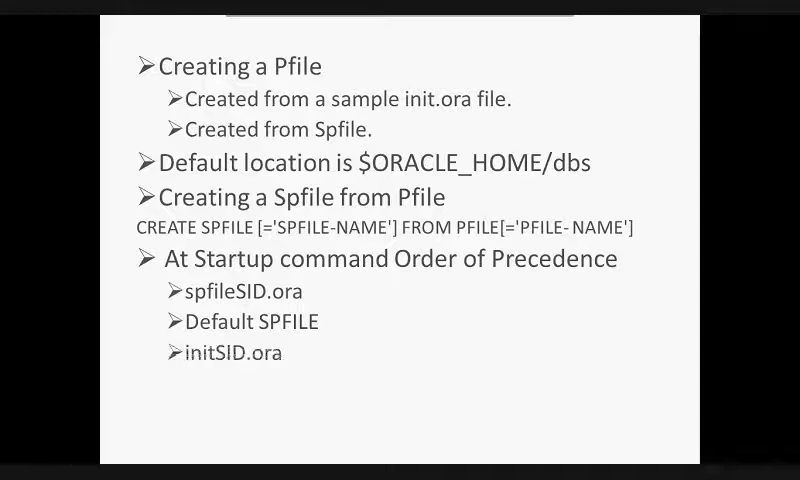 ➢Creating a Pfile
➢Created from a sample init.ora file.
➢Created from Spfile.
➢Default location is $ORACLE_HOME/dbs
➢Creating a Spfile from Pfile
CREATE SPFILE [='SPFILE-NAME'] FROM PFILE[='PFILE- NAME']
➢ At Startup command Order of Precedence
➢spfileSID.ora
➢Default SPFILE
➢initSID.ora